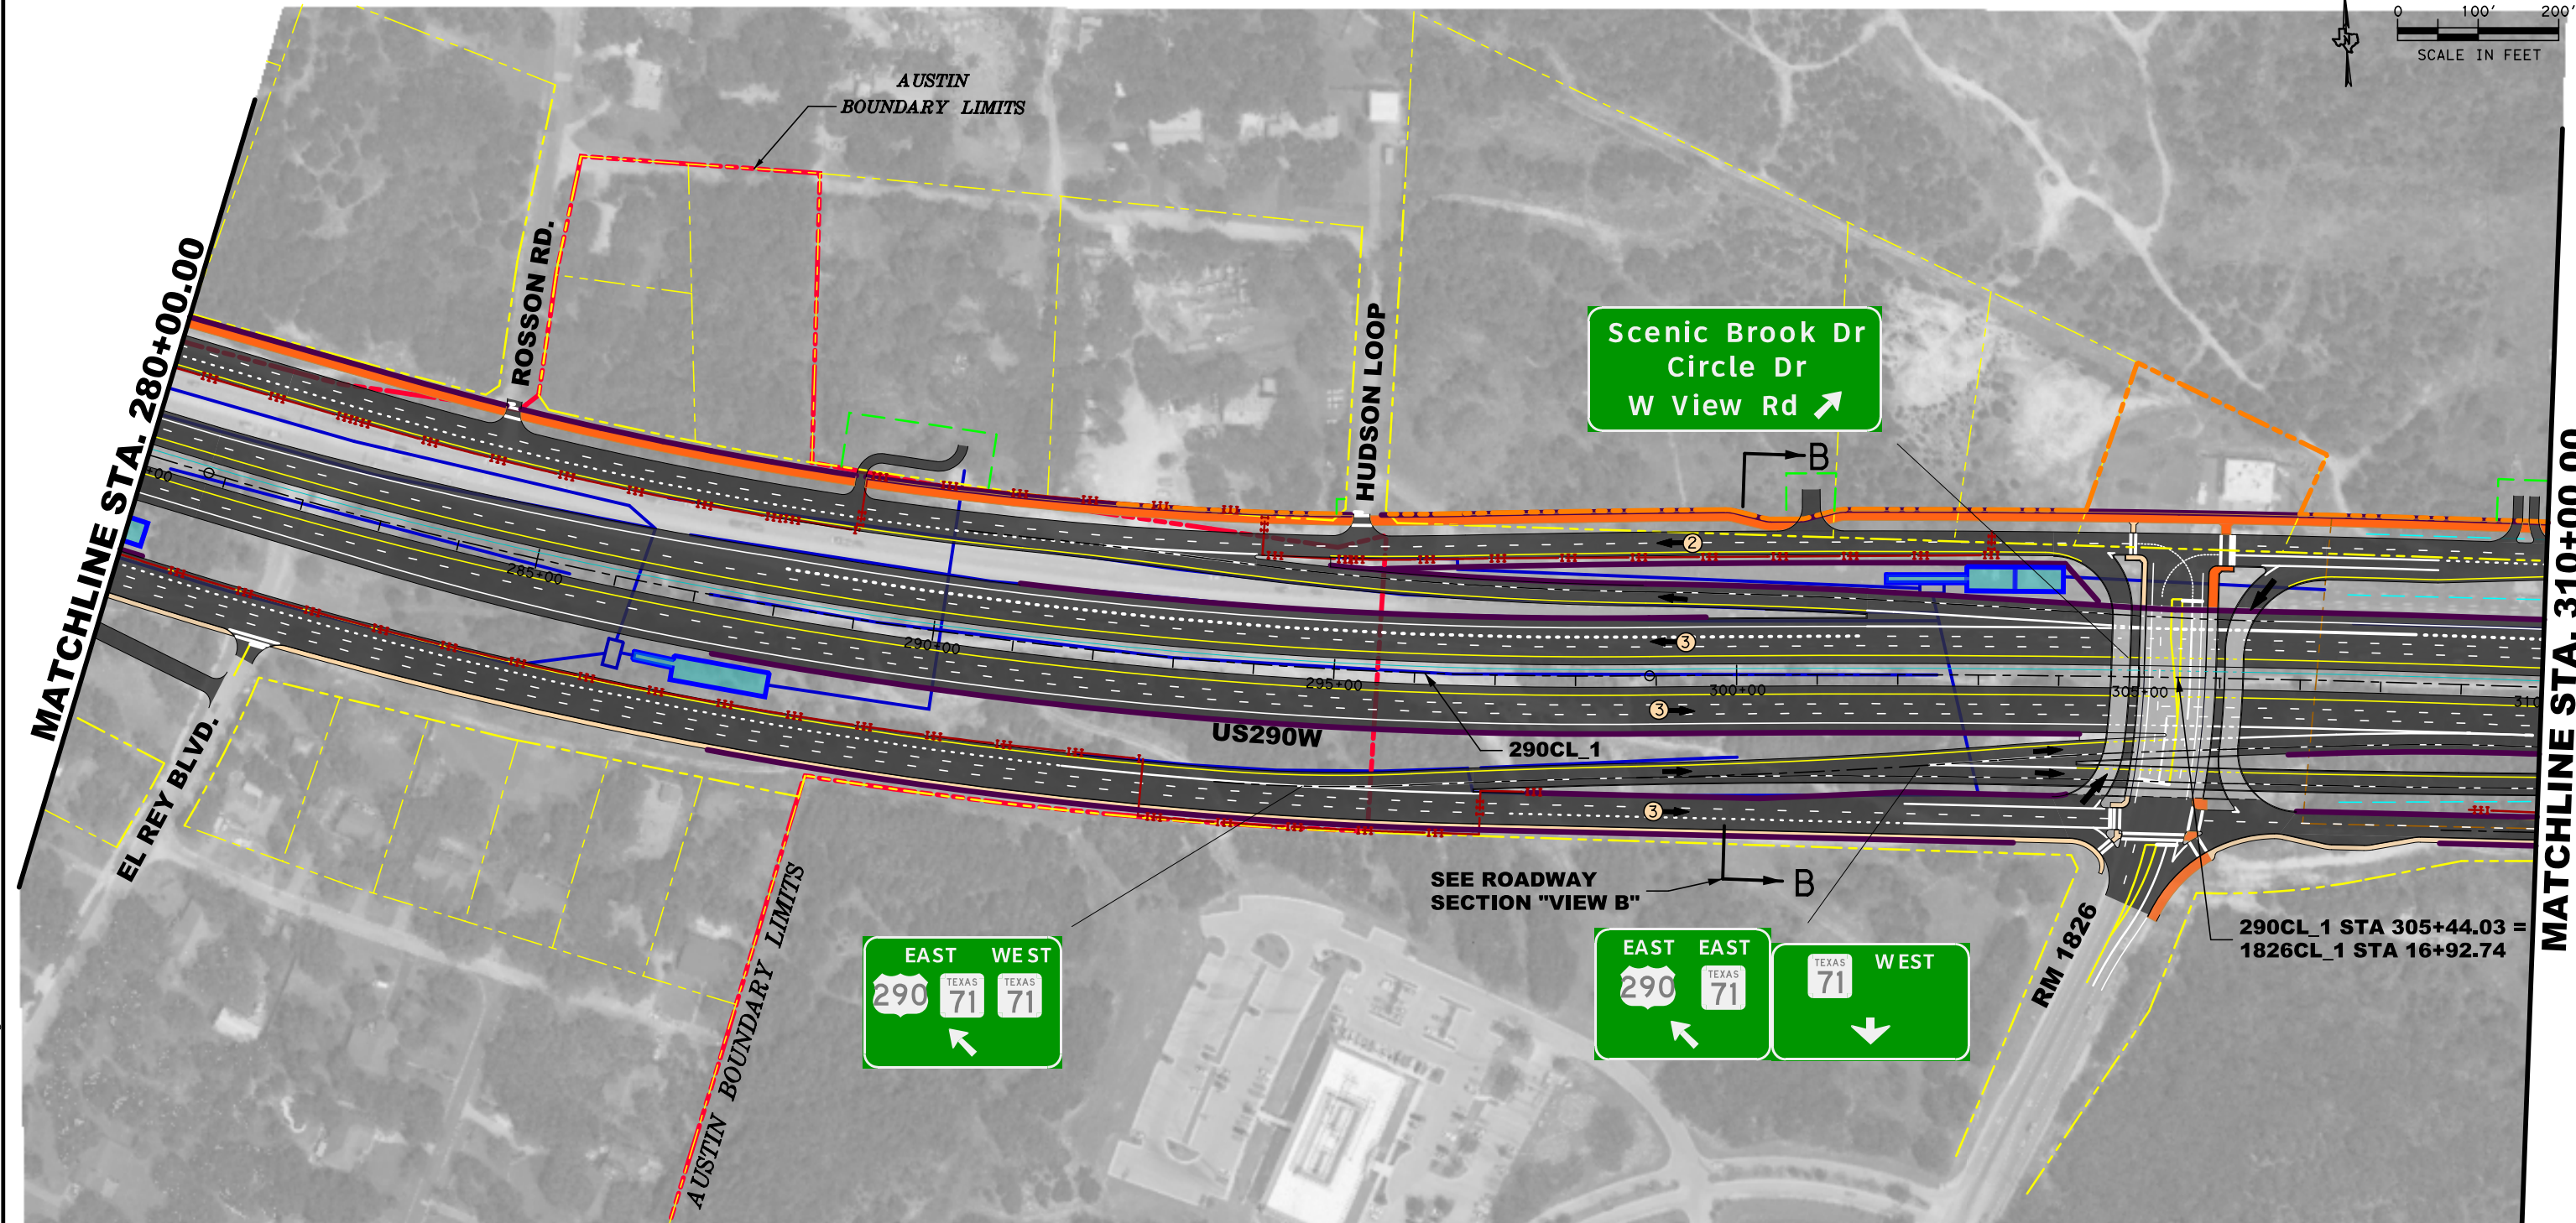 0 100' 200'
SCALE IN FEET
N
AUSTIN
BOUNDARY LIMITS
MATCHLINE STA. 280+00.00
ROSSON RD.
HUDSON LOOP
Scenic Brook Dr
Circle Dr
W View Rd
B
2
3
3
3
+00
285+00
290+00
295+00
300+00
305+00
310
US290W
290CL_1
EL REY BLVD.
AUSTIN BOUNDARY LIMITS
SEE ROADWAY
SECTION "VIEW B"
B
EAST WEST
290 TEXAS 71 TEXAS 71
EAST EAST
290 TEXAS 71
TEXAS 71 WEST
RM 1826
290CL_1 STA 305+44.03 =
1826CL_1 STA 16+92.74
MATCHLINE STA. 310+00.00